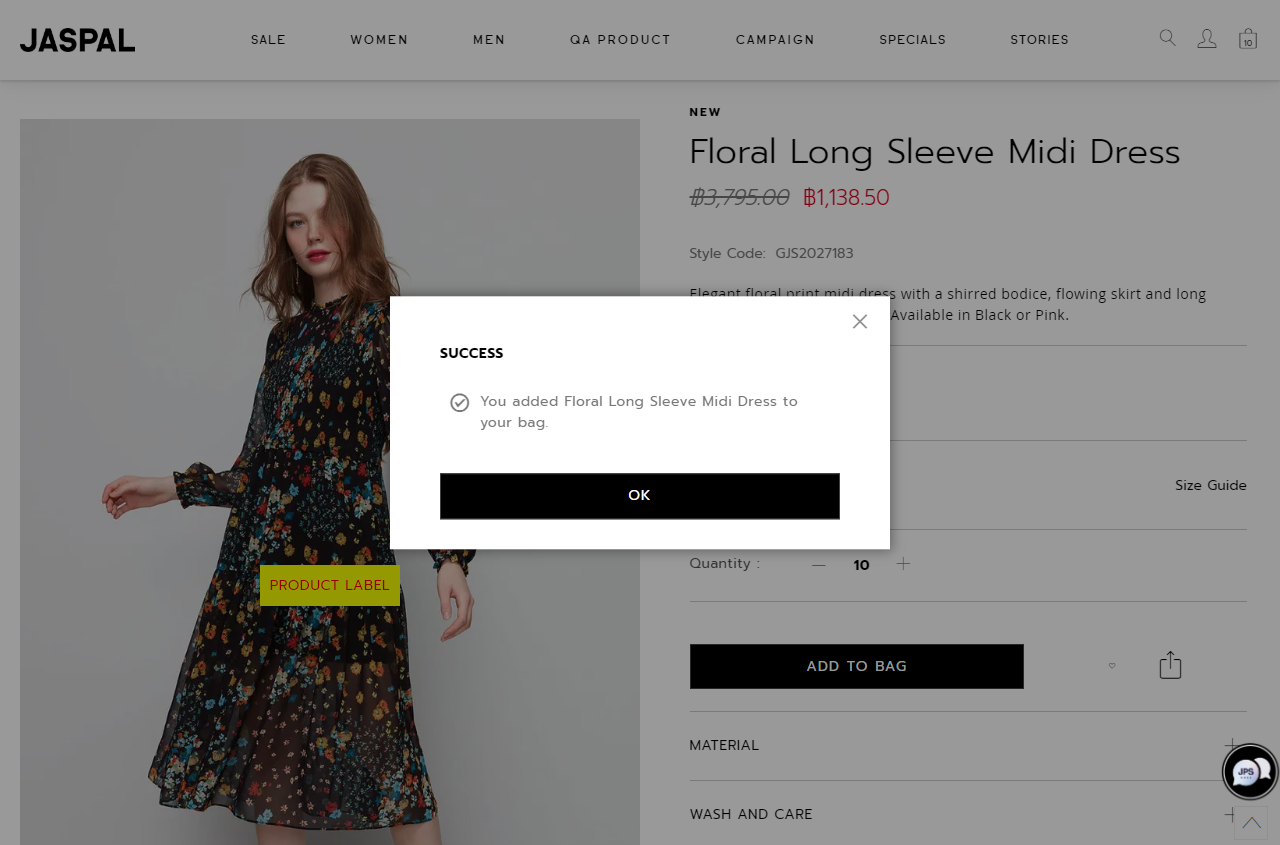 JASPAL
SALE
WOMEN
MEN
QA PRODUCT
CAMPAIGN
SPECIALS
STORIES
10
NEW
Floral Long Sleeve Midi Dress
฿3,795.00 ฿1,138.50
Style Code: GJS2027183
Elegant floral print midi dress with a shirred bodice, flowing skirt and long
Available in Black or Pink.
SUCCESS
You added Floral Long Sleeve Midi Dress to
your bag.
OK
Size Guide
Quantity :
10
PRODUCT LABEL
ADD TO BAG
MATERIAL
JPS
WASH AND CARE